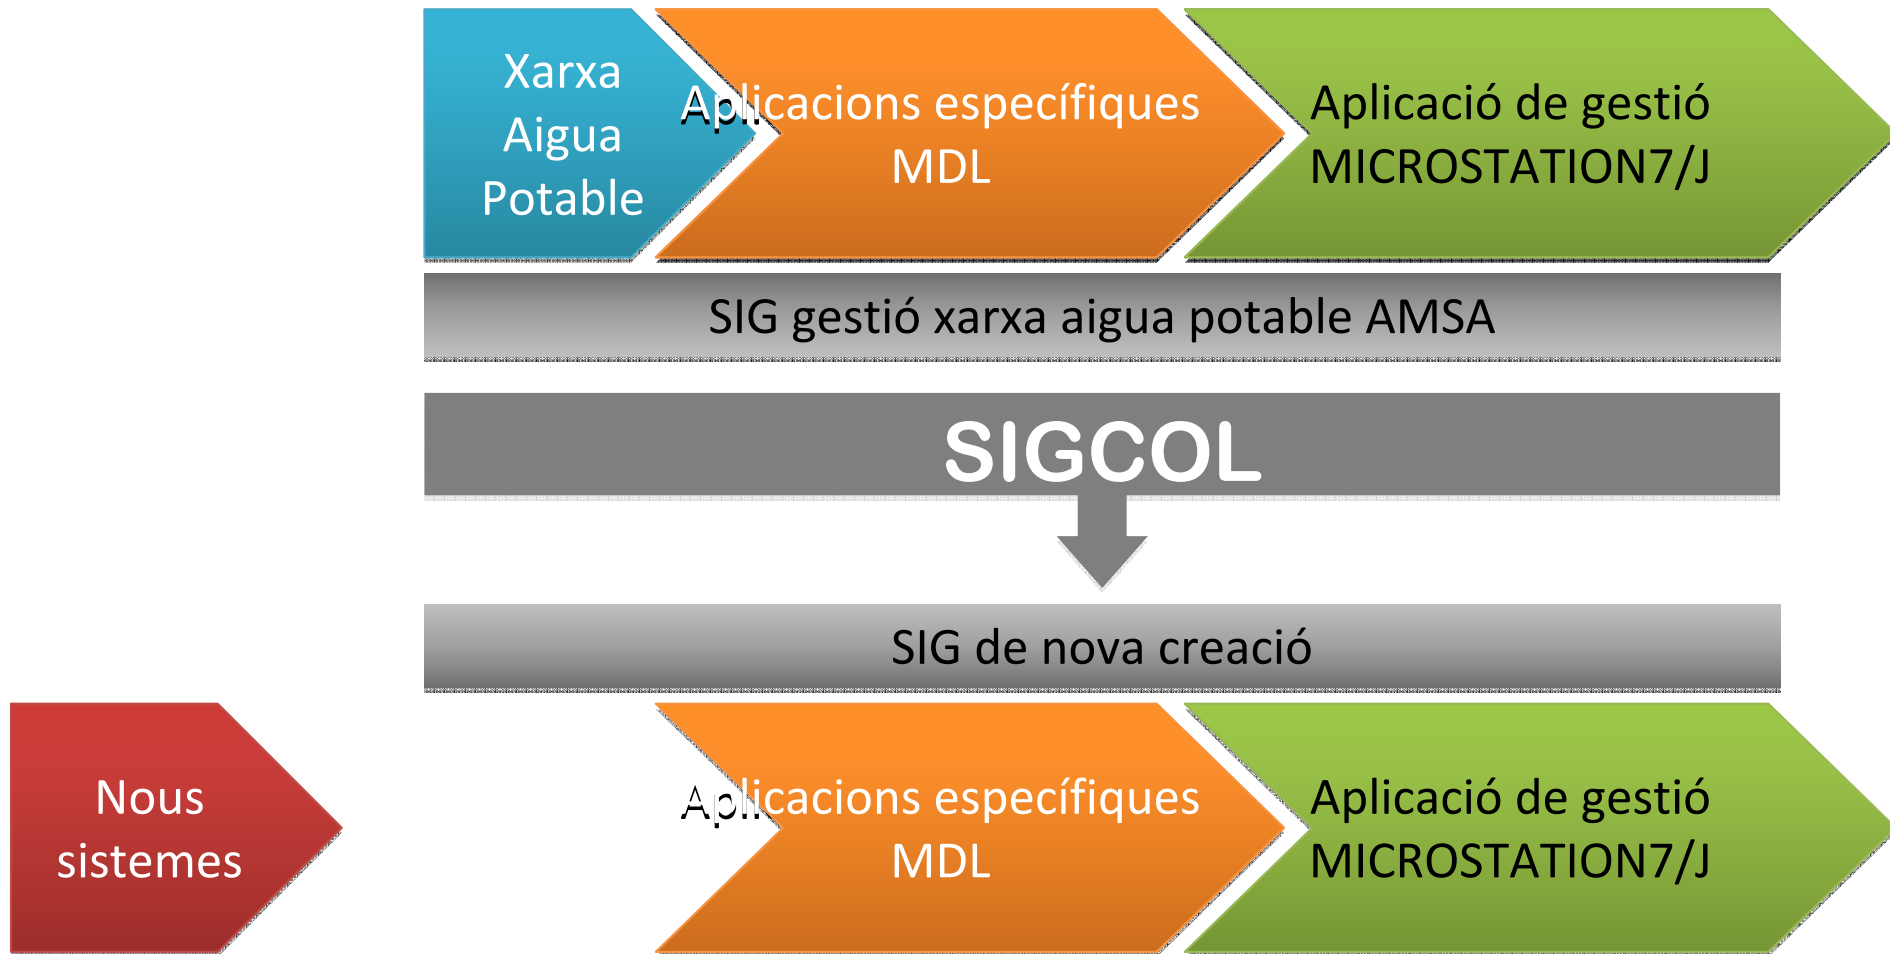 Xarxa
Aigua
Potable
Aplicacions específiques
MDL
Aplicació de gestió
MICROSTATION7/J
SIG gestió xarxa aigua potable AMSA
SIGCOL
SIG de nova creació
Nous
sistemes
Aplicacions específiques
MDL
Aplicació de gestió
MICROSTATION7/J